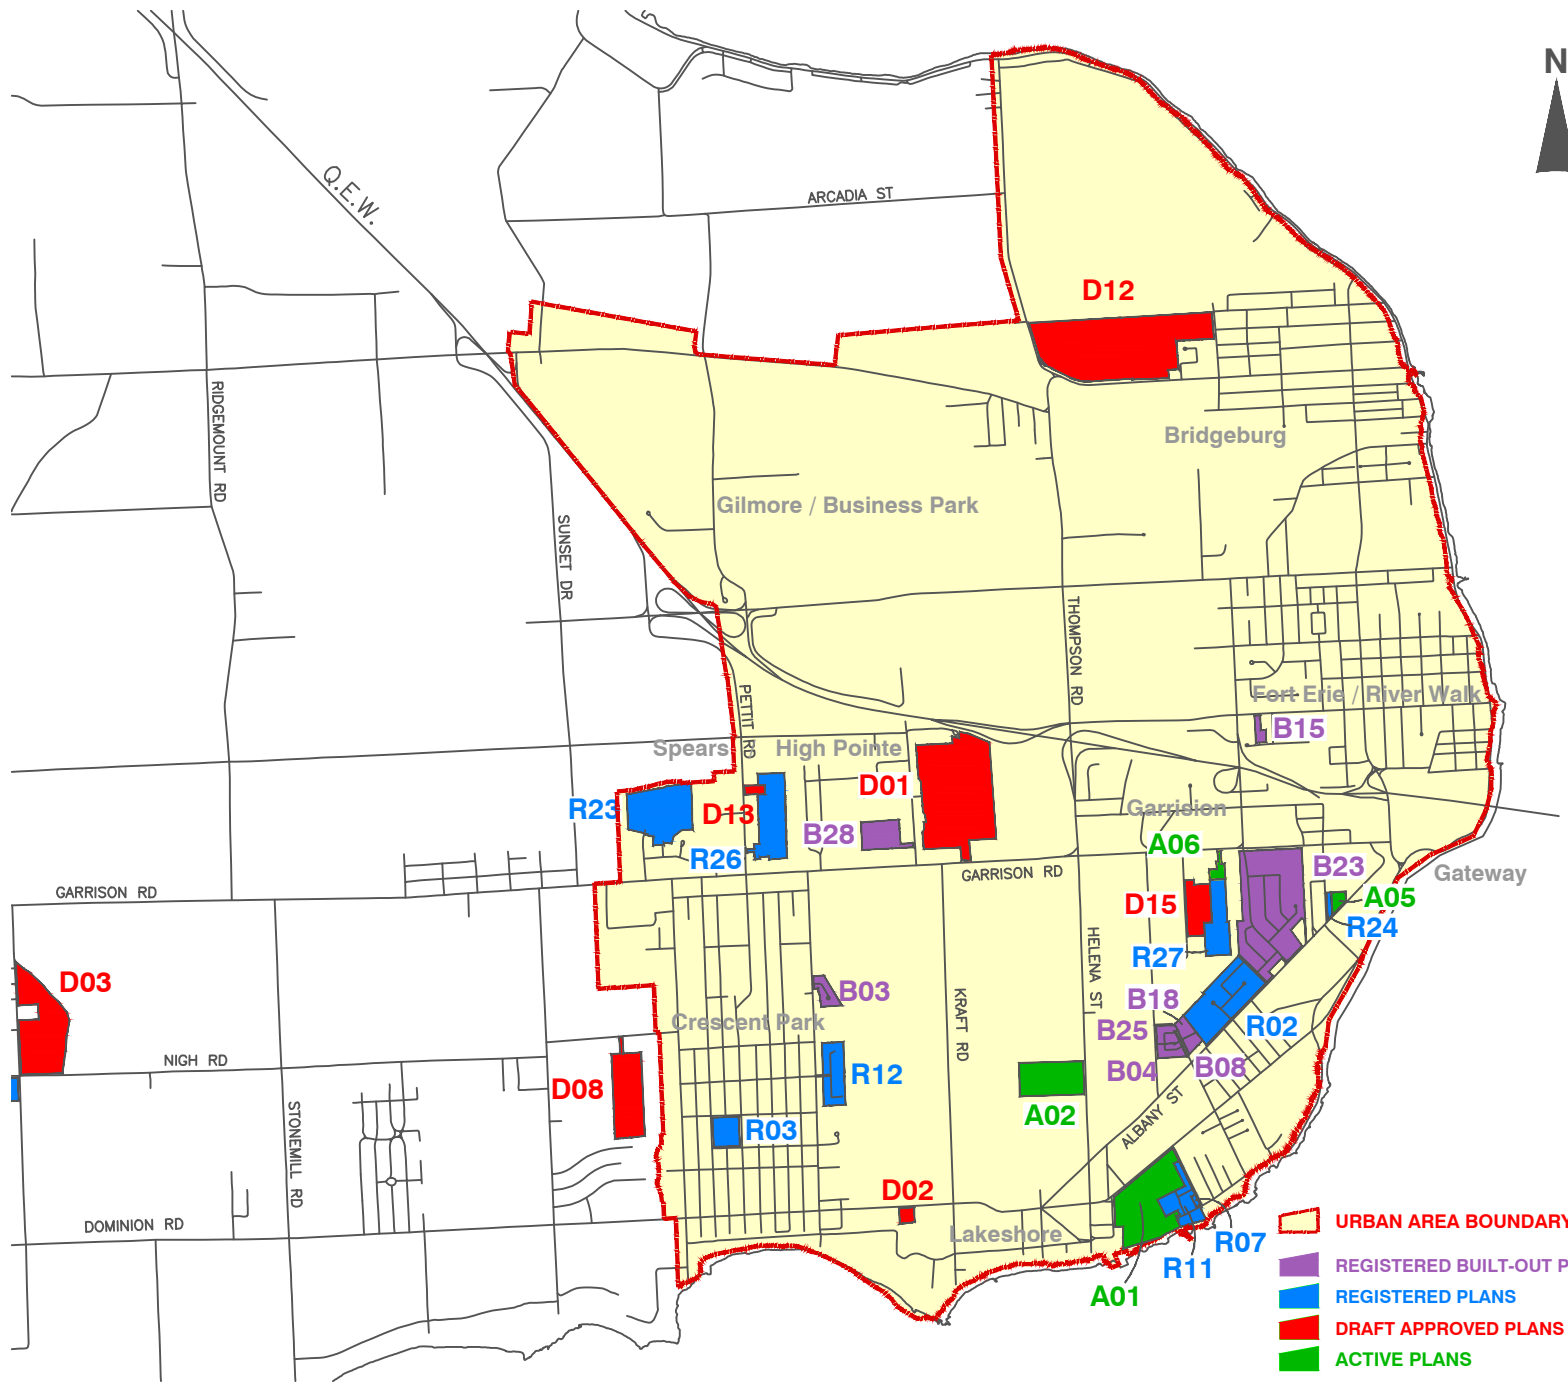 N
Q.E.W.
ARCADIA ST
D12
RIDGEMOUNT RD
Bridgeburg
Gilmore / Business Park
SUNSET DR
THOMPSON RD
PETTIT RD
Fort Erie / River Walk
B15
Spears
High Pointe
D01
R23
D13
B28
R26
Garrision
A06
GARRISON RD
GARRISON RD
B23
Gateway
A05
R24
D15
R27
HELENA ST
D03
B03
KRAFT RD
B18
Crescent Park
B25
R02
NIGH RD
R12
B04
B08
D08
A02
STONEMILL RD
R03
ALBANY ST
D02
DOMINION RD
Lakeshore
R07
R11
A01
URBAN AREA BOUNDARY
REGISTERED BUILT-OUT P
REGISTERED PLANS
DRAFT APPROVED PLANS
ACTIVE PLANS